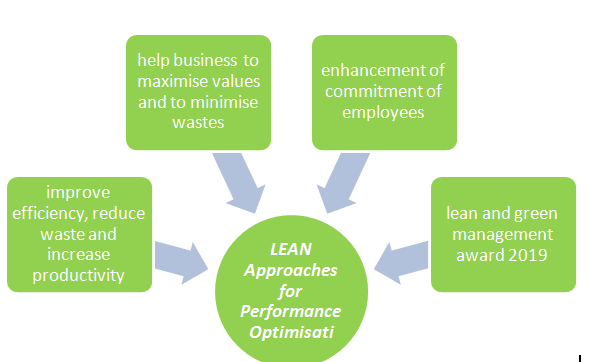 help business to
maximise values
and to minimise
wastes
enhancement of
commitment of
employees
improve
efficiency, reduce
waste and
increase
productivity
lean and green
management
award 2019
LEAN
Approaches
for
Performance
Optimisati